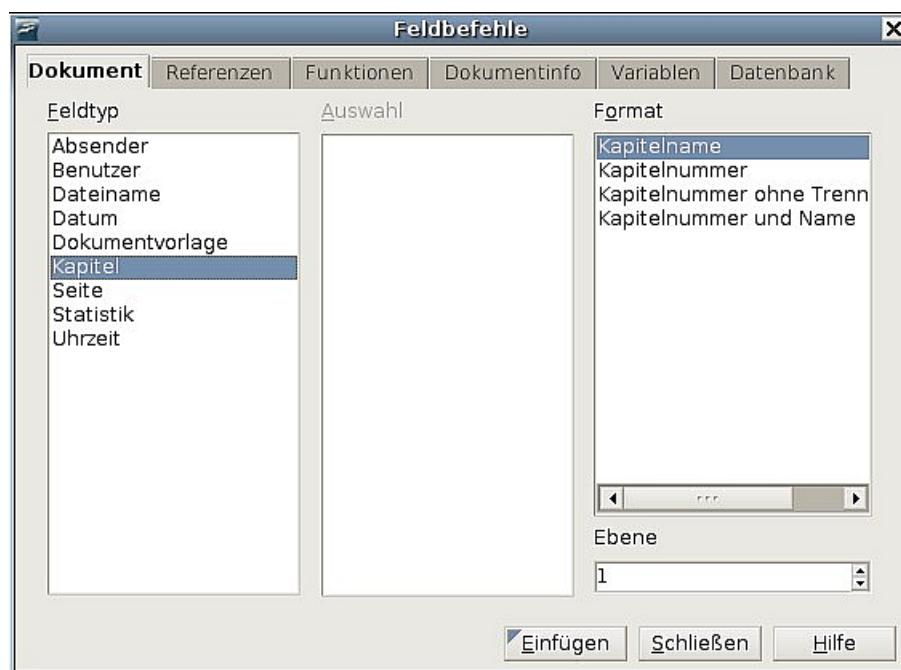 Feldbefehle
Dokument Referenzen Funktionen Dokumentinfo Variablen Datenbank
Feldtyp
Absender
Benutzer
Dateiname
Datum
Dokumentvorlage
Kapitel
Seite
Statistik
Uhrzeit
Auswahl
Format
Kapitelname
Kapitelnummer
Kapitelnummer ohne Trenn
Kapitelnummer und Name
Ebene
1
Einfügen Schließen Hilfe